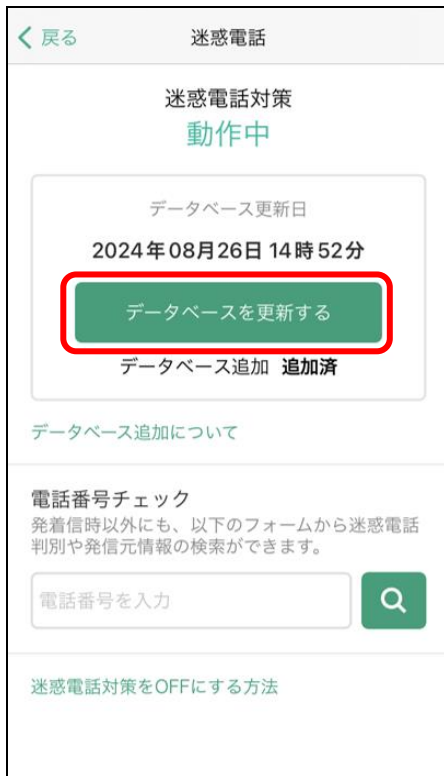 戻る 迷惑電話
迷惑電話対策
動作中
データベース更新日
2024年08月26日 14時52分
データベースを更新する
データベース追加 追加済
データベース追加について
電話番号チェック
発着信時以外にも、以下のフォームから迷惑電話
判別や発信元情報の検索ができます。
電話番号を入力
迷惑電話対策をOFFにする方法